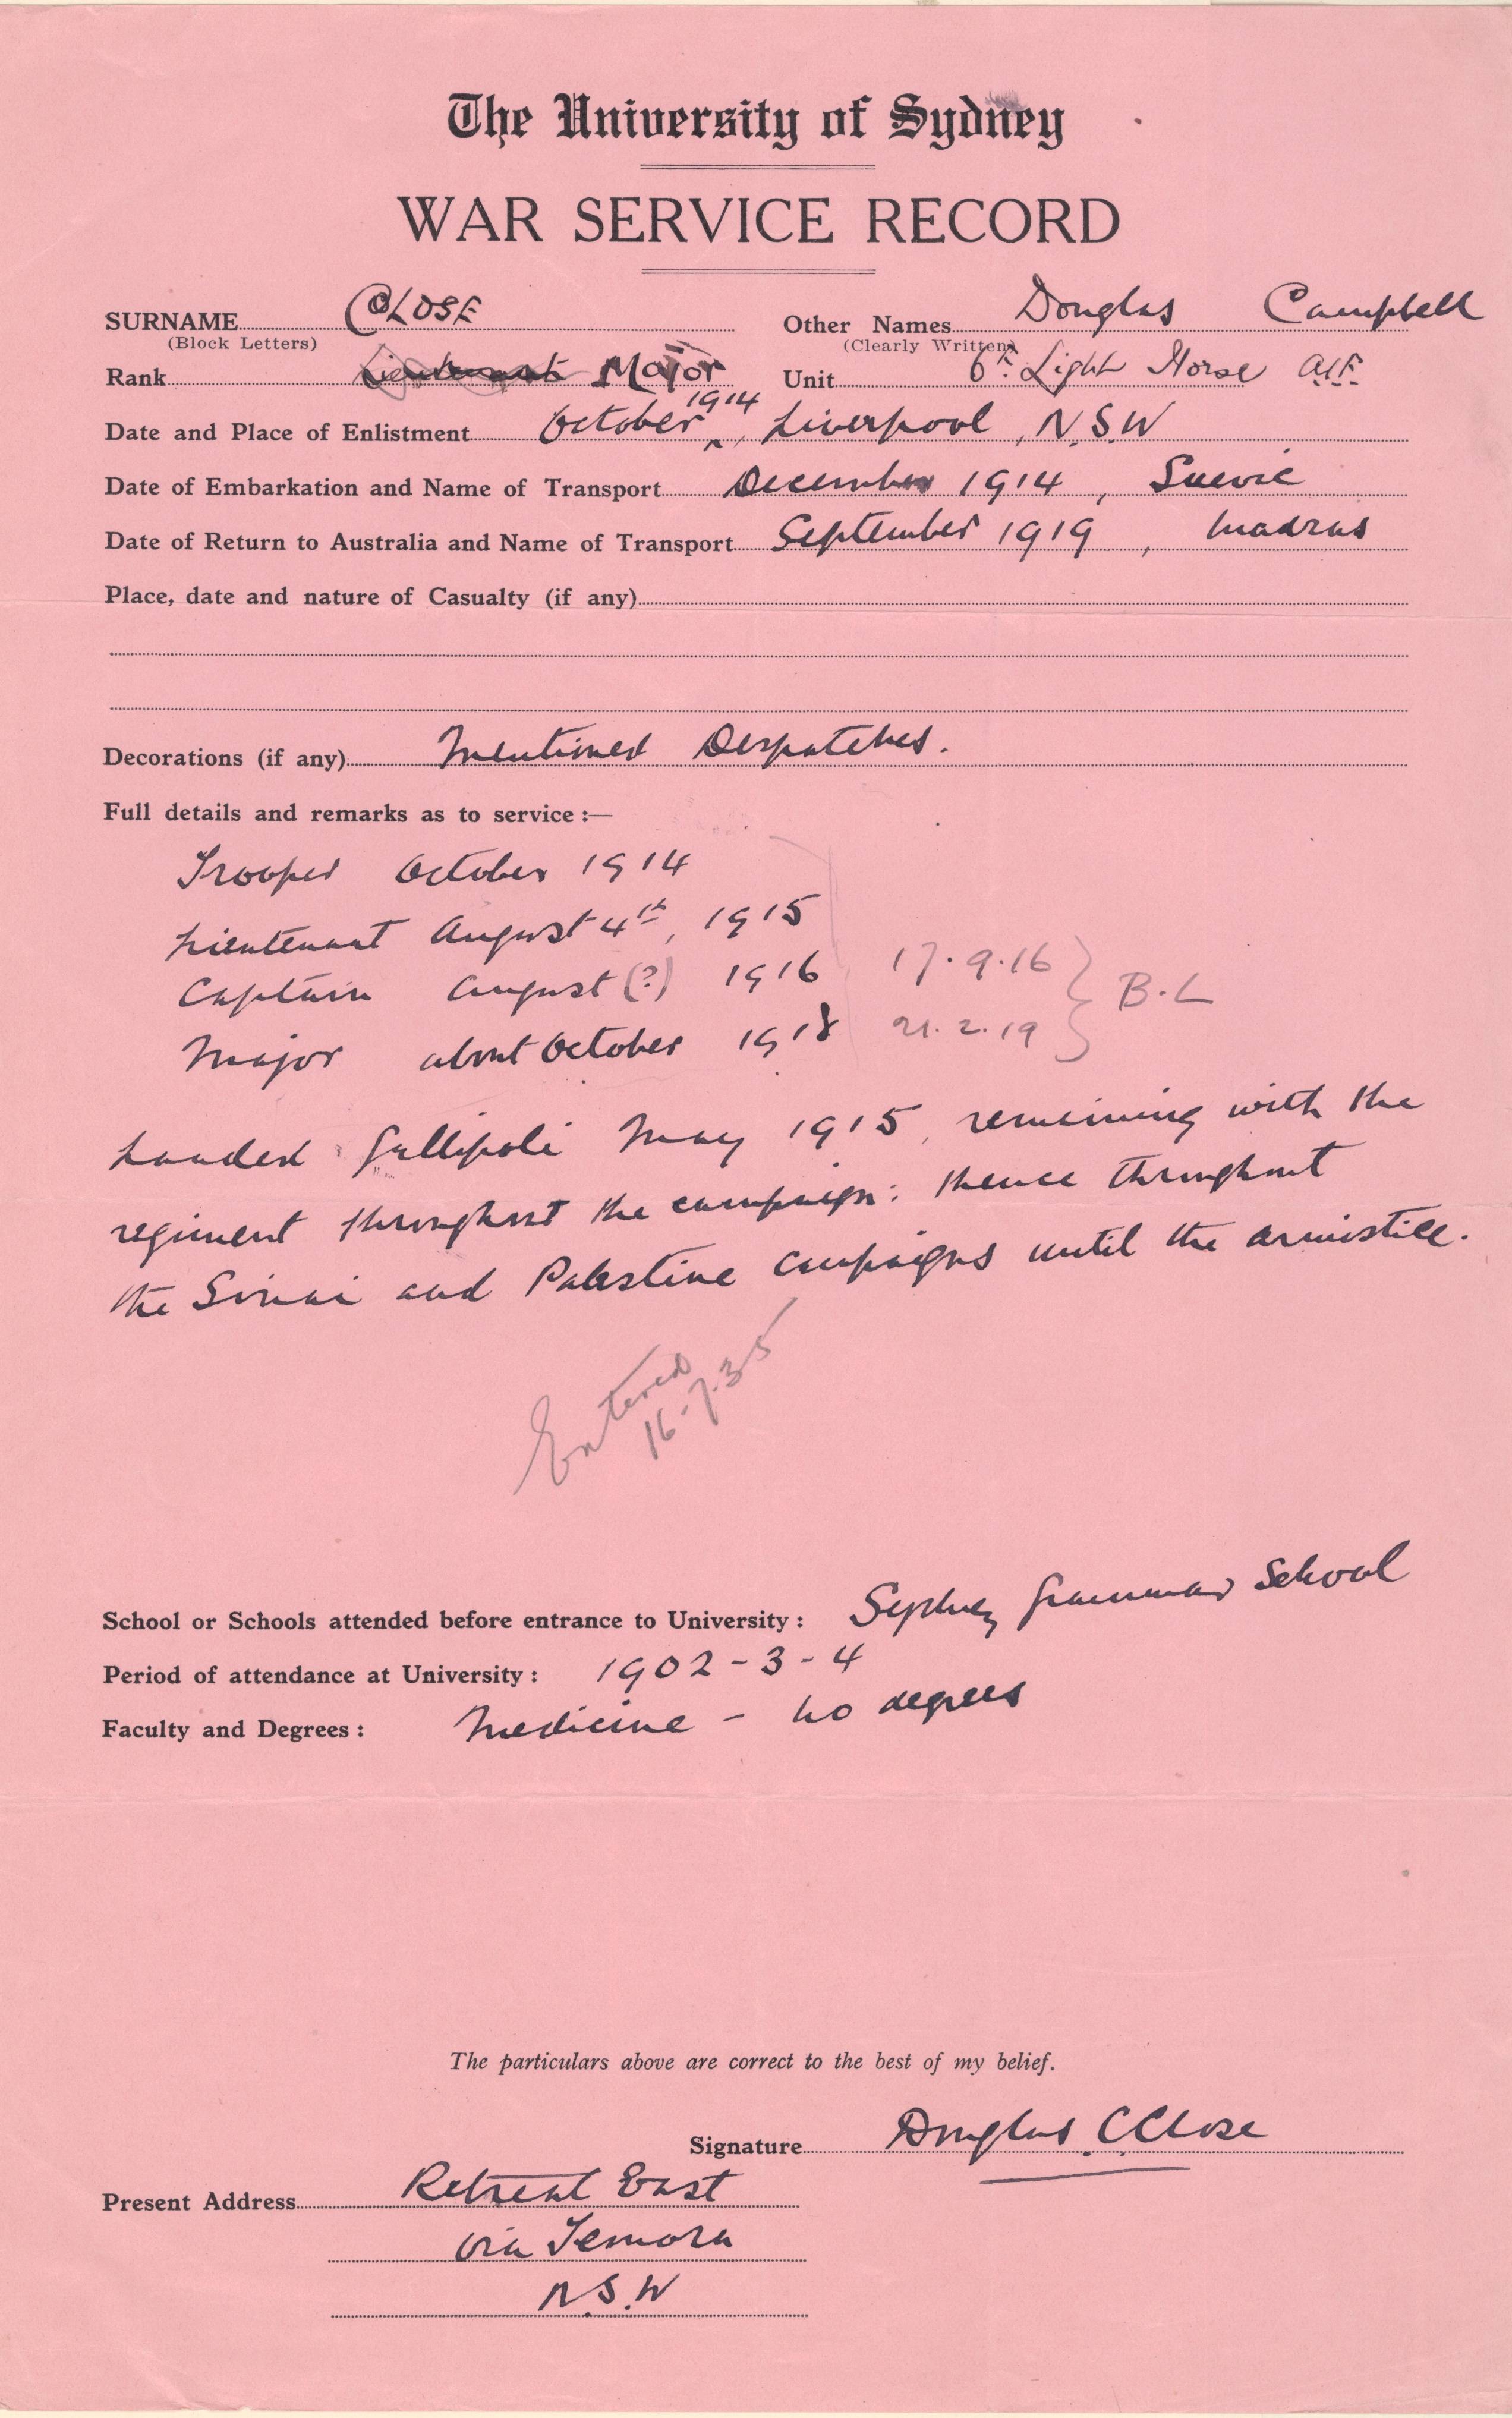 The University of Sydney
WAR SERVICE RECORD
SURNAME CLOSE Other Names Douglas Campbell
(Block Letters) (Clearly Written)
Rank Lieutenant Major Unit 6th Light Horse A.I.F.
Date and Place of Enlistment October 1914, Liverpool, N.S.W
Date of Embarkation and Name of Transport December 1914, Suevic
Date of Return to Australia and Name of Transport September 1919, Madras
Place, date and nature of Casualty (if any)
Decorations (if any) Mentioned Despatches.
Full details and remarks as to service :—
Trooper October 1914
Lieutenant August 4th, 1915
Captain August (?) 1916 17.9.16
Major about October 1918 21.2.19 } B.L
Landed Gallipoli May 1915, remaining with the
regiment throughout the campaign: thence throughout
the Sinai and Palestine campaigns until the armistice.
Entered
16-7-35
School or Schools attended before entrance to University : Sydney Grammar School
Period of attendance at University : 1902-3-4
Faculty and Degrees : Medicine - no degrees
The particulars above are correct to the best of my belief.
Signature Douglas C Close
Present Address Retreat East
via Temora
N.S.W